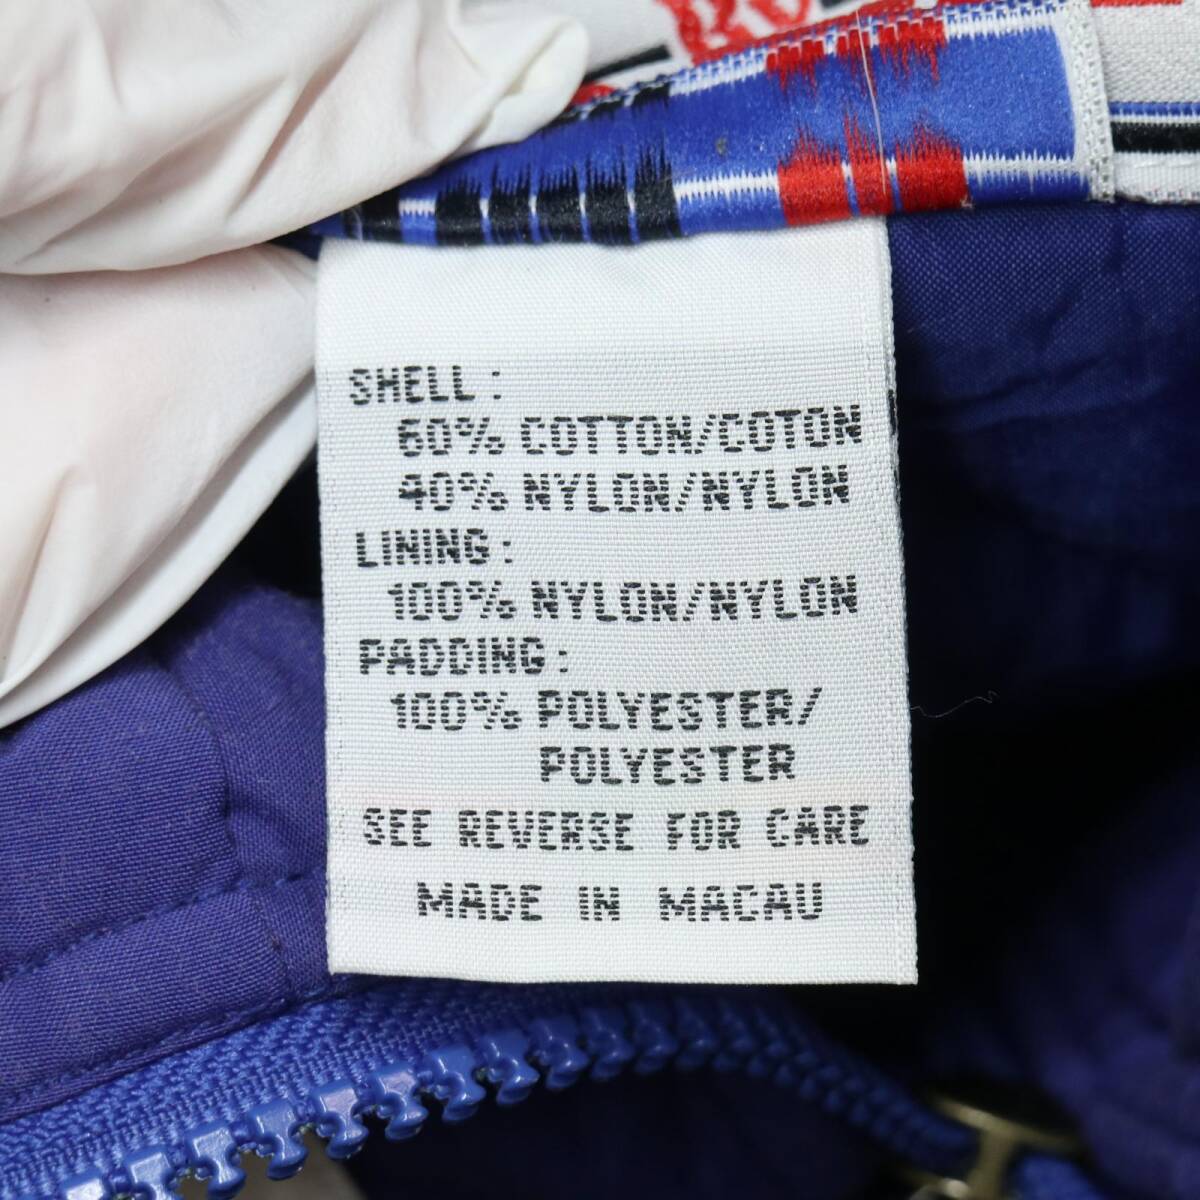 SHELL:
60% COTTON/COTON
40% NYLON/NYLON
LINING:
100% NYLON/NYLON
PADDING:
100% POLYESTER/
POLYESTER
SEE REVERSE FOR CARE
MADE IN MACAU